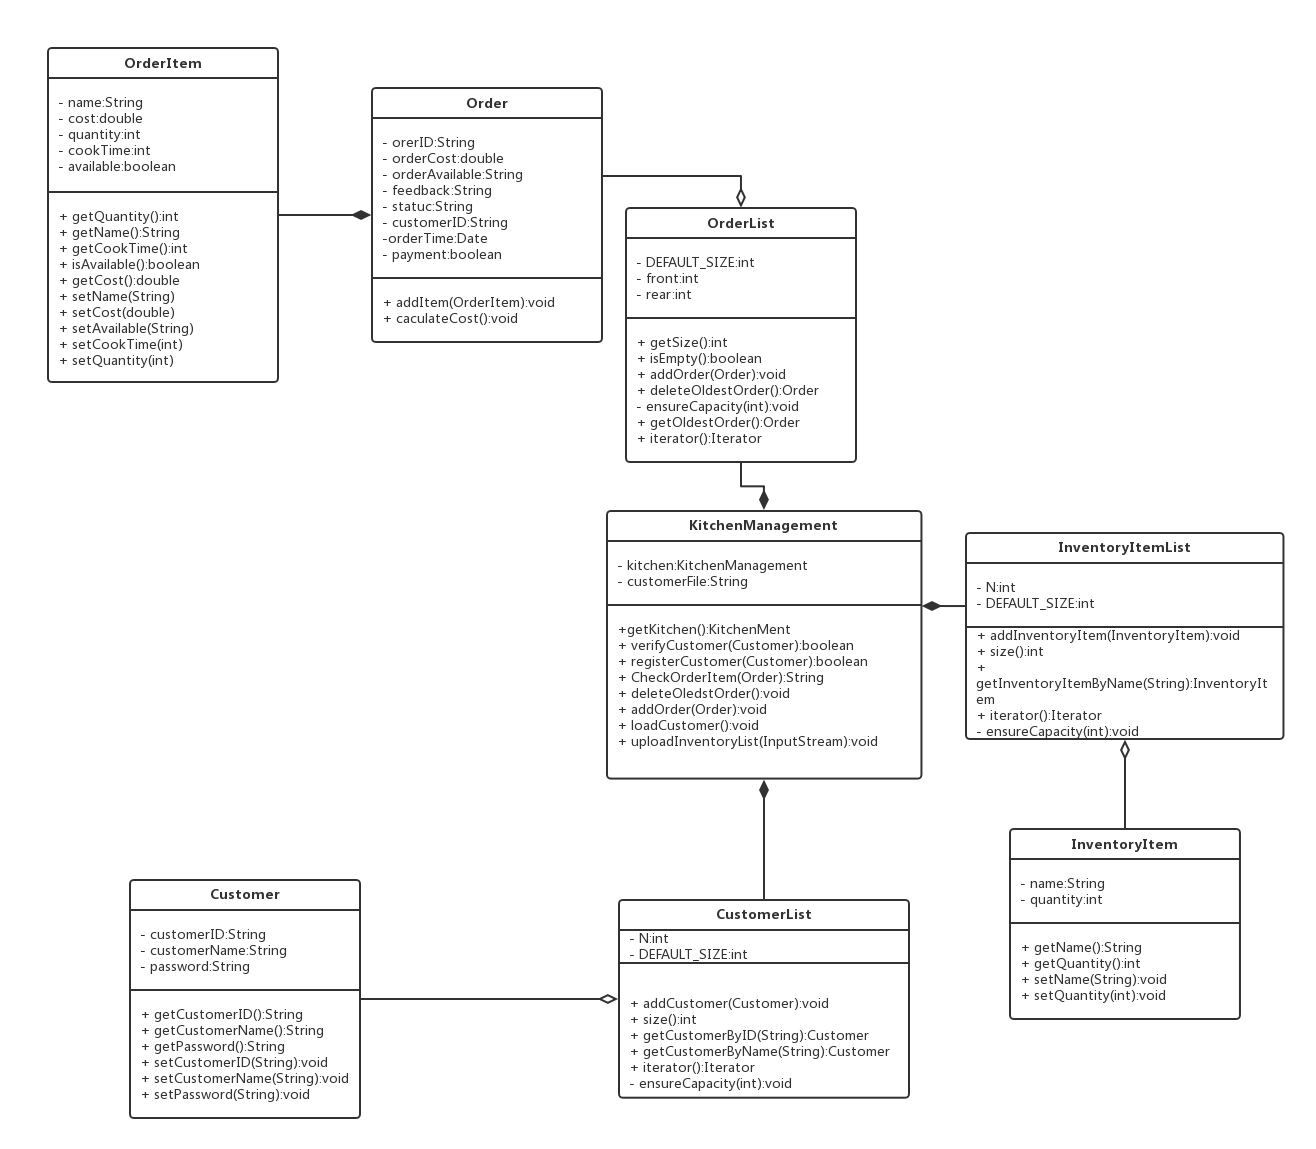 OrderItem
- name:String
- cost:double
- quantity:int
- cookTime:int
- available:boolean
+ getQuantity():int
+ getName():String
+ getCookTime():int
+ isAvailable():boolean
+ getCost():double
+ setName(String)
+ setCost(double)
+ setAvailable(String)
+ setCookTime(int)
+ setQuantity(int)
Order
- orerID:String
- orderCost:double
- orderAvailable:String
- feedback:String
- statuc:String
- customerID:String
-orderTime:Date
- payment:boolean
+ addItem(OrderItem):void
+ caculateCost():void
OrderList
- DEFAULT_SIZE:int
- front:int
- rear:int
+ getSize():int
+ isEmpty():boolean
+ addOrder(Order):void
+ deleteOldestOrder():Order
- ensureCapacity(int):void
+ getOldestOrder():Order
+ iterator():Iterator
KitchenManagement
- kitchen:KitchenManagement
- customerFile:String
+getKitchen():KitchenMent
+ verifyCustomer(Customer):boolean
+ registerCustomer(Customer):boolean
+ CheckOrderItem(Order):String
+ deleteOledstOrder():void
+ addOrder(Order):void
+ loadCustomer():void
+ uploadInventoryList(InputStream):void
InventoryItemList
- N:int
- DEFAULT_SIZE:int
+ addInventoryItem(InventoryItem):void
+ size():int
+
getInventoryItemByName(String):InventoryIt
em
+ iterator():Iterator
- ensureCapacity(int):void
InventoryItem
- name:String
- quantity:int
+ getName():String
+ getQuantity():int
+ setName(String):void
+ setQuantity(int):void
Customer
- customerID:String
- customerName:String
- password:String
+ getCustomerID():String
+ getCustomerName():String
+ getPassword():String
+ setCustomerID(String):void
+ setCustomerName(String):void
+ setPassword(String):void
CustomerList
- N:int
- DEFAULT_SIZE:int
+ addCustomer(Customer):void
+ size():int
+ getCustomerByID(String):Customer
+ getCustomerByName(String):Customer
+ iterator():Iterator
- ensureCapacity(int):void